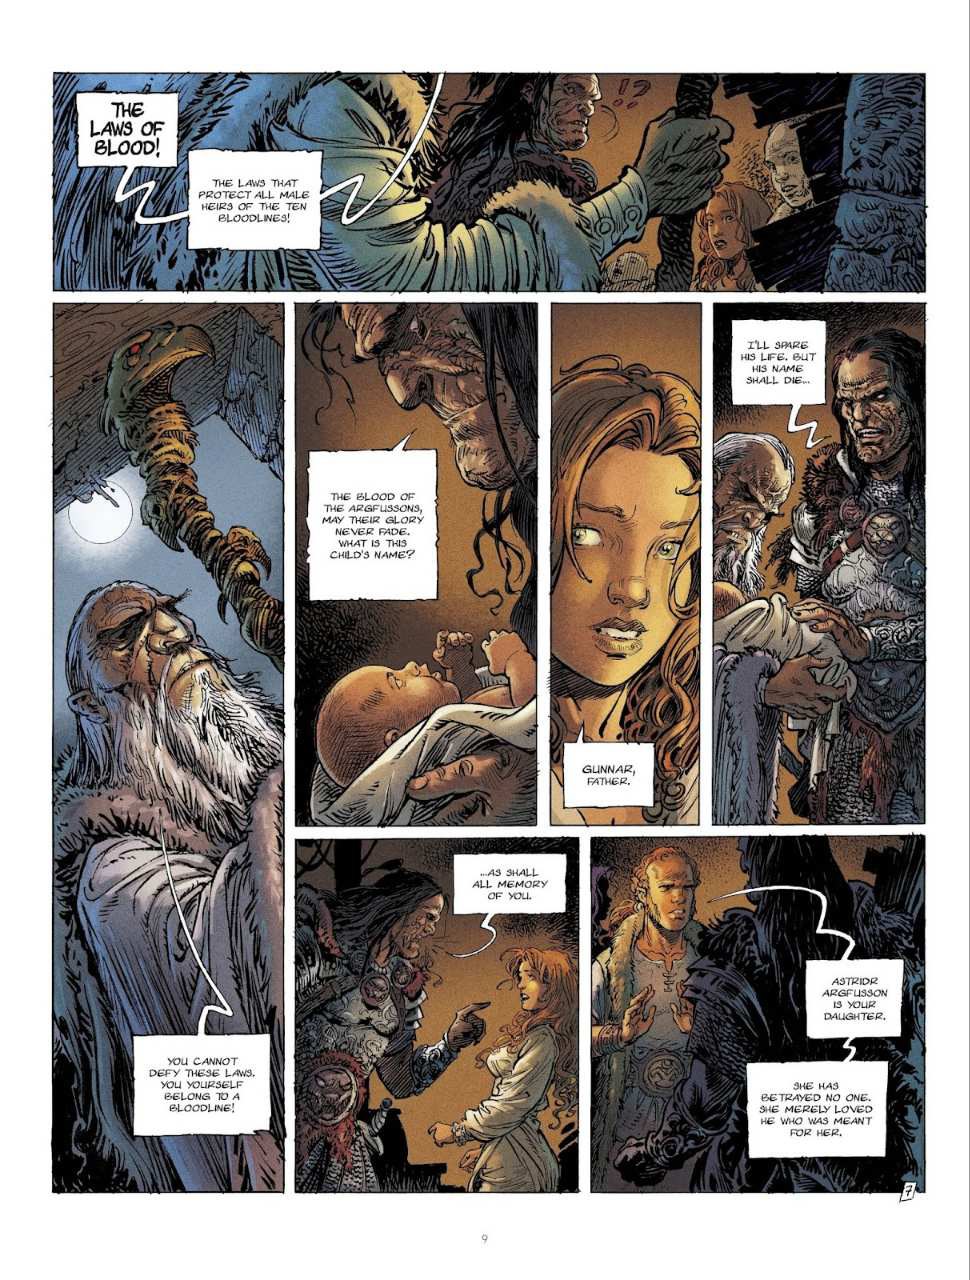 THE
LAWS OF
BLOOD!
THE LAWS THAT
PROTECT ALL MALE
HEIRS OF THE TEN
BLOODLINES!
!?
YOU CANNOT
DEFY THESE LAWS.
YOU YOURSELF
BELONG TO A
BLOODLINE!
THE BLOOD OF
THE ARGFUSSONS,
MAY THEIR GLORY
NEVER FADE.
WHAT IS THIS
CHILD'S NAME?
GUNNAR,
FATHER.
I'LL SPARE
HIS LIFE. BUT
HIS NAME
SHALL DIE...
...AS SHALL
ALL MEMORY
OF YOU.
ASTRIDR
ARGFUSSON
IS YOUR
DAUGHTER.
SHE HAS
BETRAYED NO ONE.
SHE MERELY LOVED
HE WHO WAS MEANT
FOR HER.
7
9